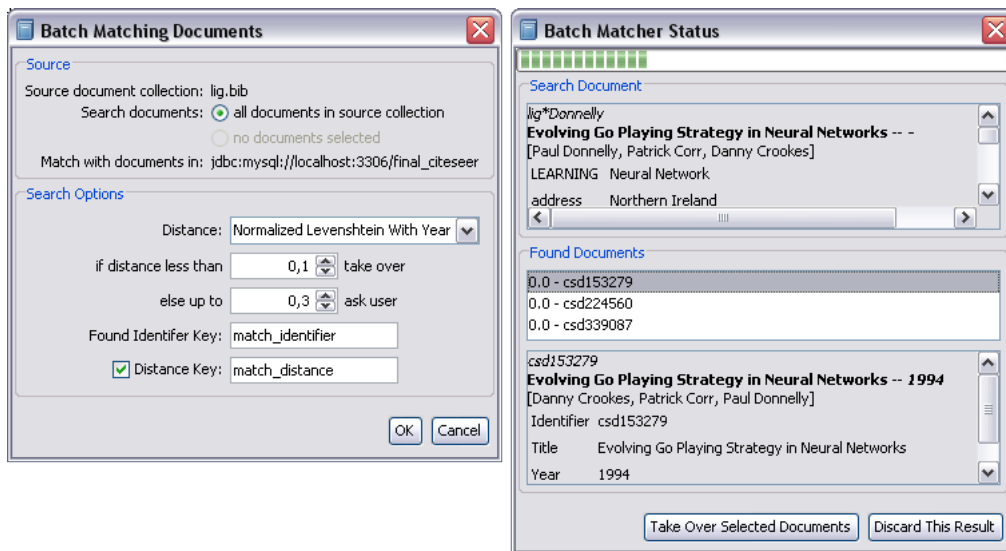 Batch Matching Documents
Source
Source document collection: lig.bib
Search documents: all documents in source collection
no documents selected
Match with documents in: jdbc:mysql://localhost:3306/final_citeseer
Search Options
Distance: Normalized Levenshtein With Year
if distance less than 0,1 take over
else up to 0,3 ask user
Found Identifer Key: match_identifier
Distance Key: match_distance
OK Cancel
Batch Matcher Status
Search Document
lig*Donnelly
Evolving Go Playing Strategy in Neural Networks -- -
[Paul Donnelly, Patrick Corr, Danny Crookes]
LEARNING Neural Network
address Northern Ireland
Found Documents
0.0 - csd153279
0.0 - csd224560
0.0 - csd339087
csd153279
Evolving Go Playing Strategy in Neural Networks -- 1994
[Danny Crookes, Patrick Corr, Paul Donnelly]
Identifier csd153279
Title Evolving Go Playing Strategy in Neural Networks
Year 1994
Take Over Selected Documents Discard This Result